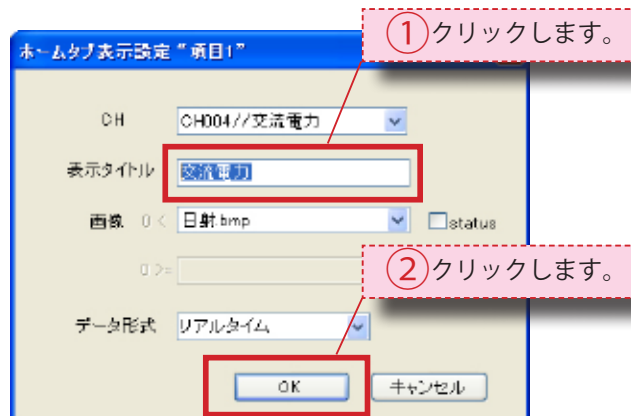 ①クリックします。
ホームタブ表示設定 “項目1”
CH CH004//交流電力
表示タイトル 交流電力
画像 0 < 日射.bmp status
0 >=
②クリックします。
データ形式 リアルタイム
OK キャンセル